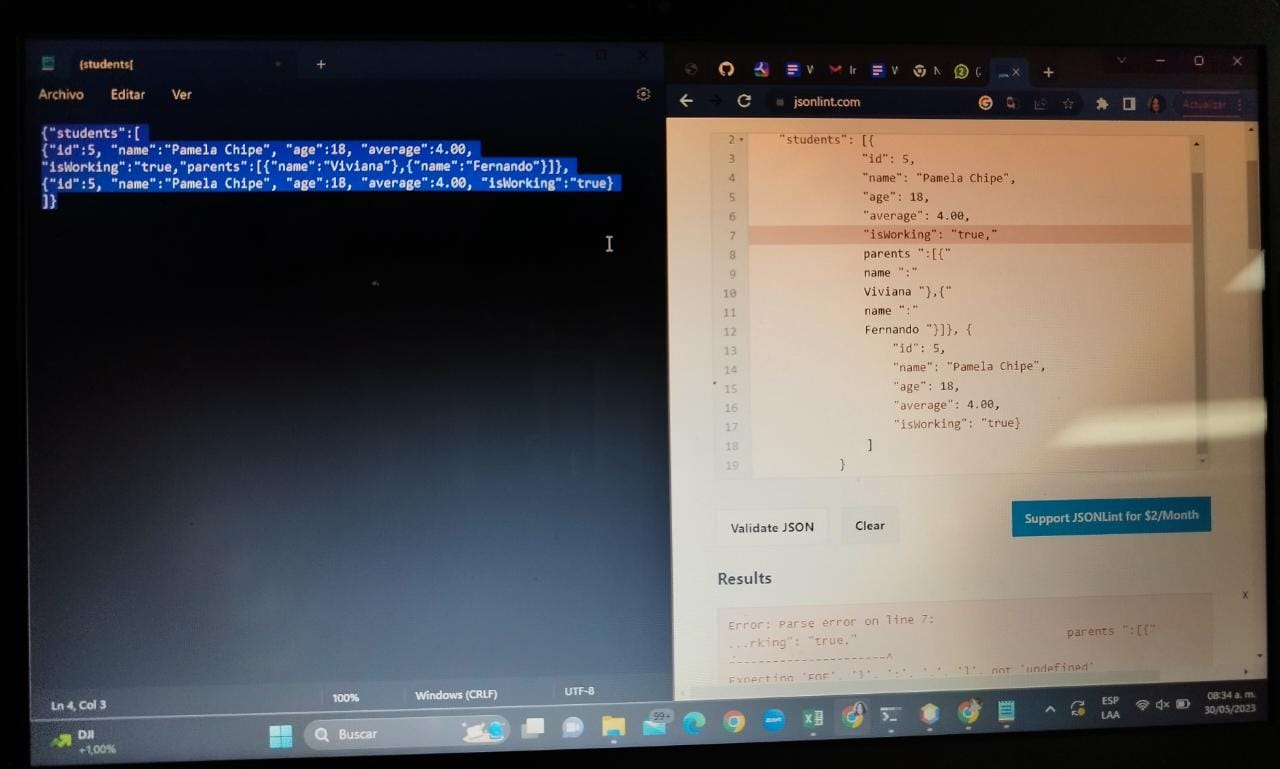 {students[
+
Archivo Editar Ver
{"students":[
{"id":5, "name":"Pamela Chipe", "age":18, "average":4.00,
"isWorking":"true,"parents":[{"name":"Viviana"},{"name":"Fernando"}]},
{"id":5, "name":"Pamela Chipe", "age":18, "average":4.00, "isWorking":"true}
]}
Ln 4, Col 3 100% Windows (CRLF) UTF-8
jsonlint.com Actualizar
2 "students": [{
3 "id": 5,
4 "name": "Pamela Chipe",
5 "age": 18,
6 "average": 4.00,
7 "isWorking": "true,"
8 parents ":[{"
9 name ":"
10 Viviana "},{"
11 name ":"
12 Fernando "}]}, {
13 "id": 5,
14 "name": "Pamela Chipe",
15 "age": 18,
16 "average": 4.00,
17 "isWorking": "true}
18 ]
19 }
Validate JSON Clear Support JSONLint for $2/Month
Results
X
Error: Parse error on line 7:
...rking": "true," parents ":[{"
---------------------^
Expecting 'EOF', '}', ':', ',', ']', got 'undefined'
DJI
+1,00%
Buscar
99+
zoom
ESP
LAA
08:34 a. m.
30/05/2023